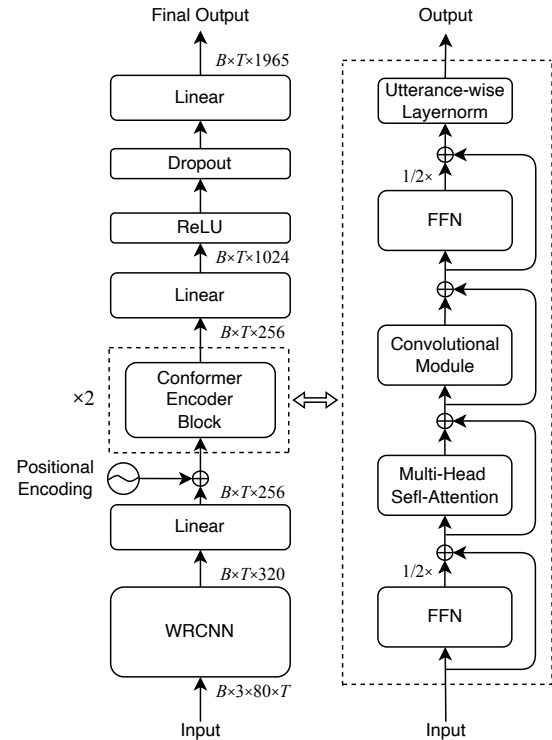 Final Output
B×T×1965
Linear
Dropout
ReLU
B×T×1024
Linear
B×T×256
×2
Conformer
Encoder
Block
Positional
Encoding
B×T×256
Linear
B×T×320
WRCNN
B×3×80×T
Input
Output
Utterance-wise
Layernorm
1/2×
FFN
Convolutional
Module
Multi-Head
Sefl-Attention
1/2×
FFN
Input